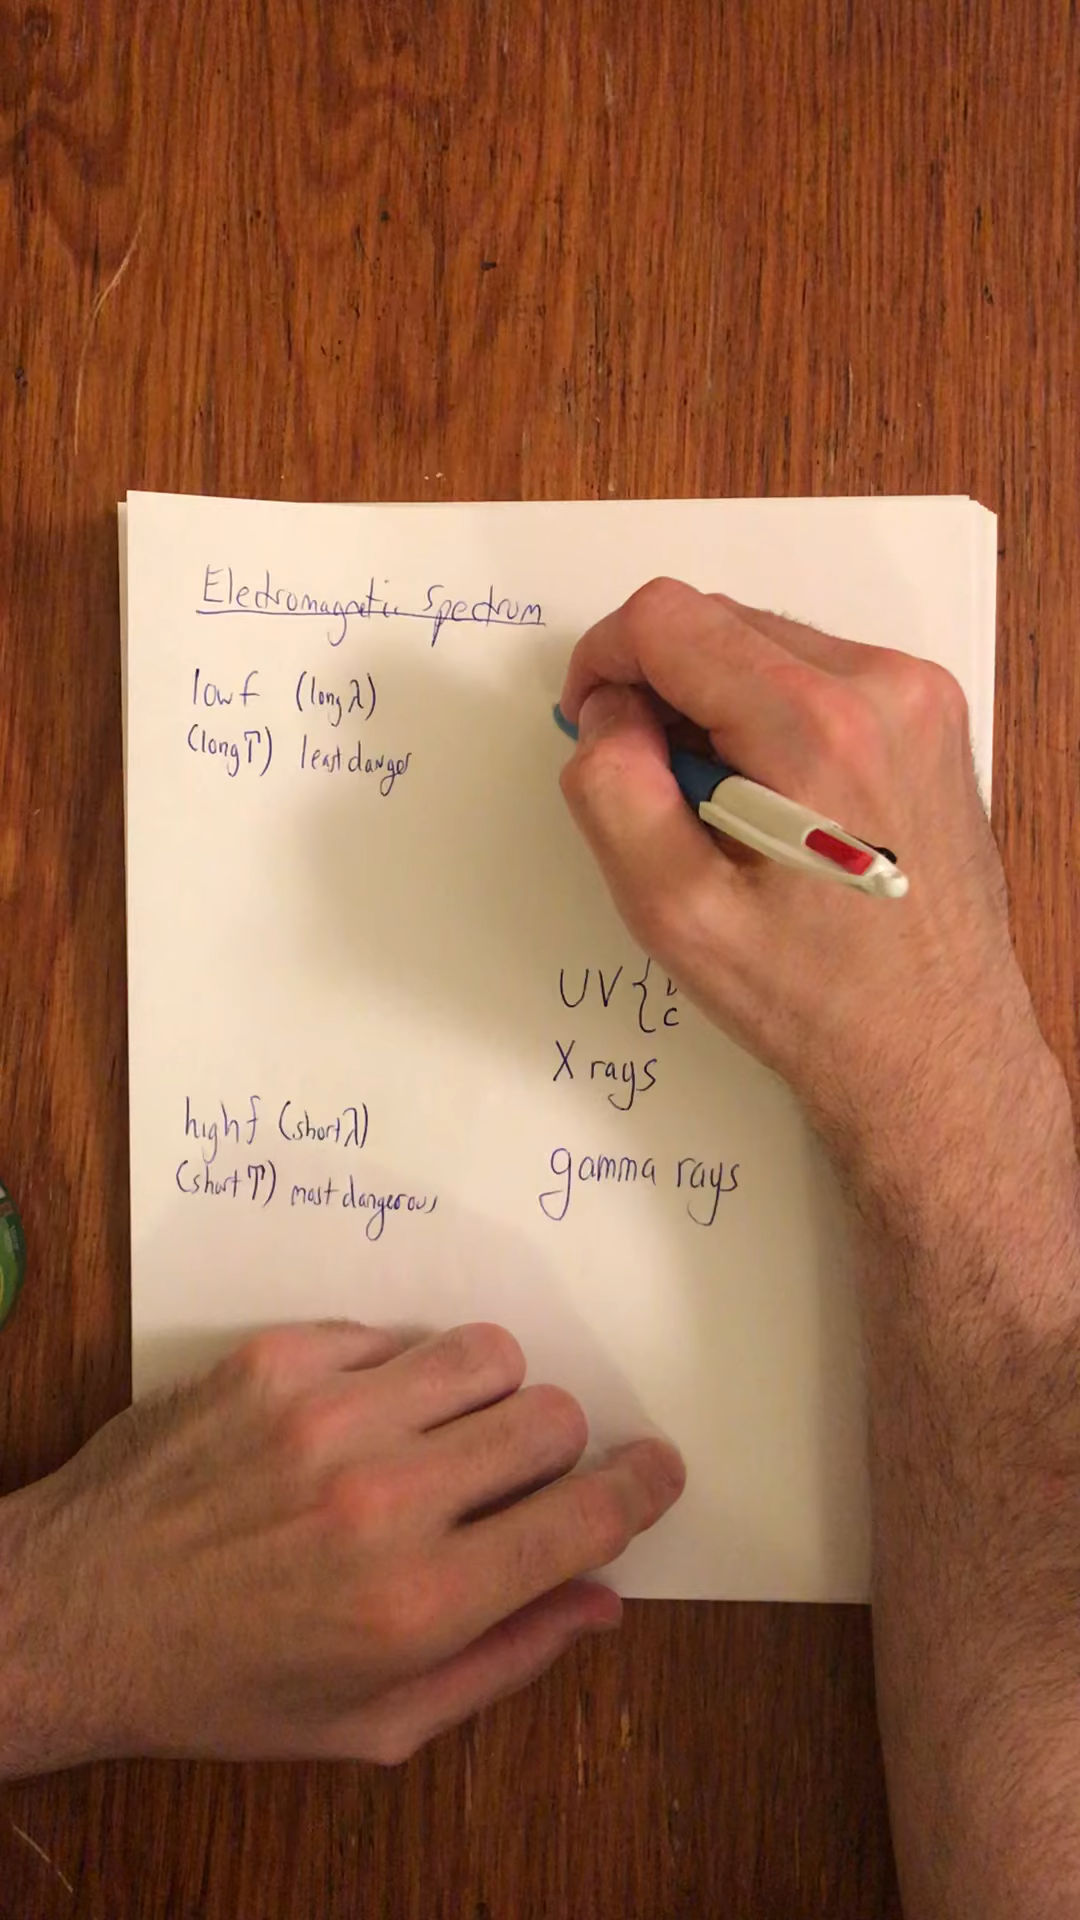 Electromagnetic Spectrum
low f (long λ)
(long T) least danger
UV {
C
X rays
high f (short λ)
(short T) most dangerous
gamma rays